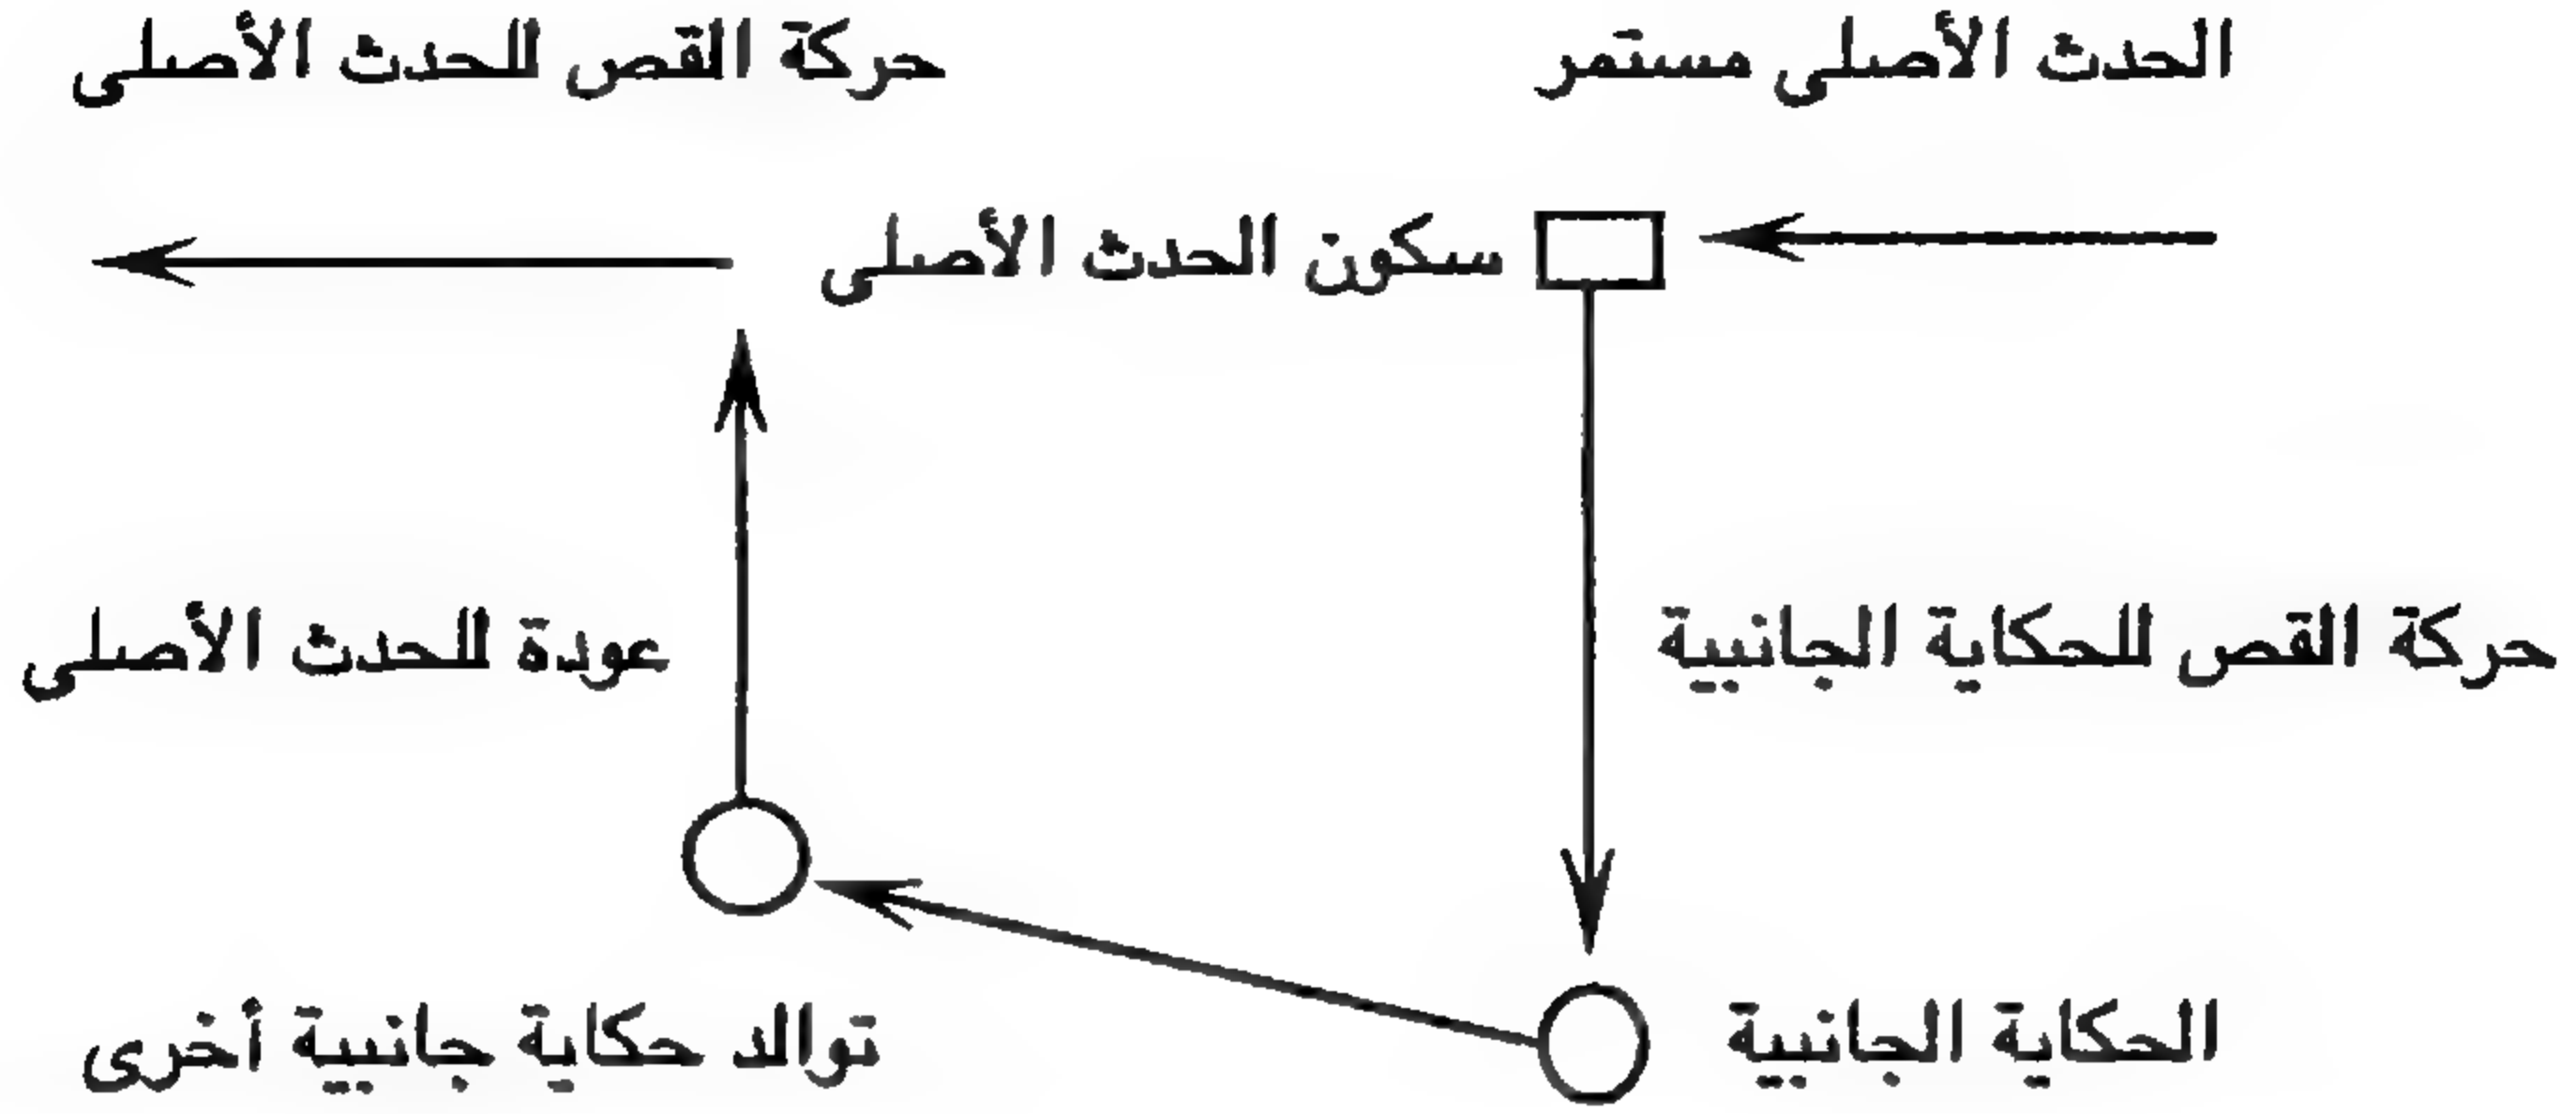 الحدث الأصلى مستمر
حركة القص للحدث الأصلى
سكون الحدث الأصلى
حركة القص للحكاية الجانبية
عودة للحدث الأصلى
الحكاية الجانبية
توالد حكاية جانبية أخرى